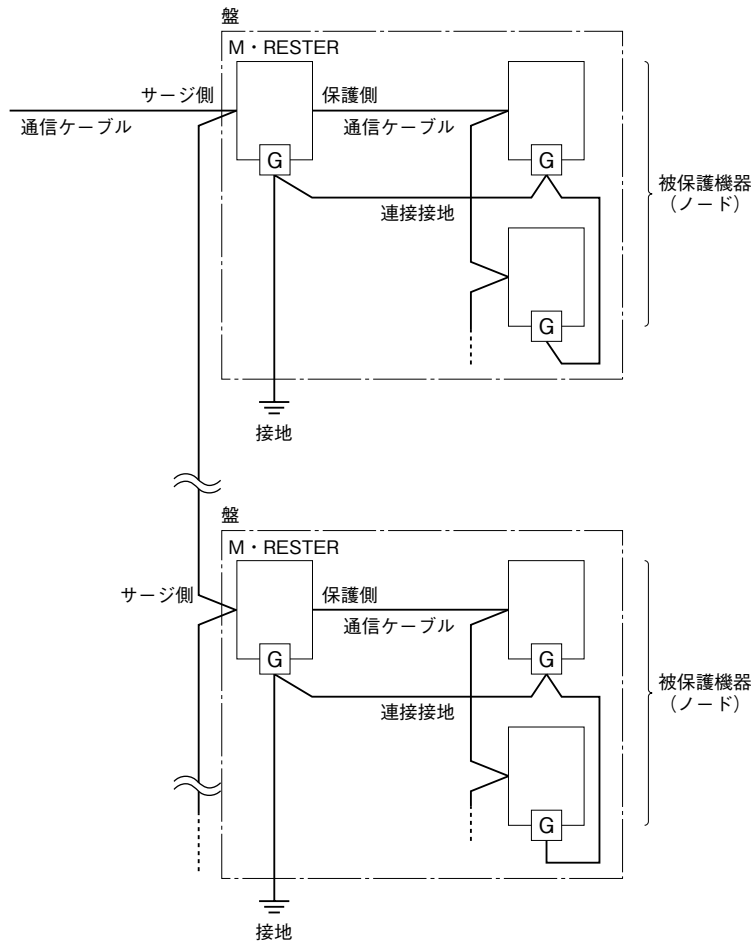 盤
M・RESTER
サージ側
保護側
通信ケーブル
通信ケーブル
G
G
連接接地
被保護機器
（ノード）
G
接地
盤
M・RESTER
サージ側
保護側
通信ケーブル
G
G
連接接地
被保護機器
（ノード）
G
接地